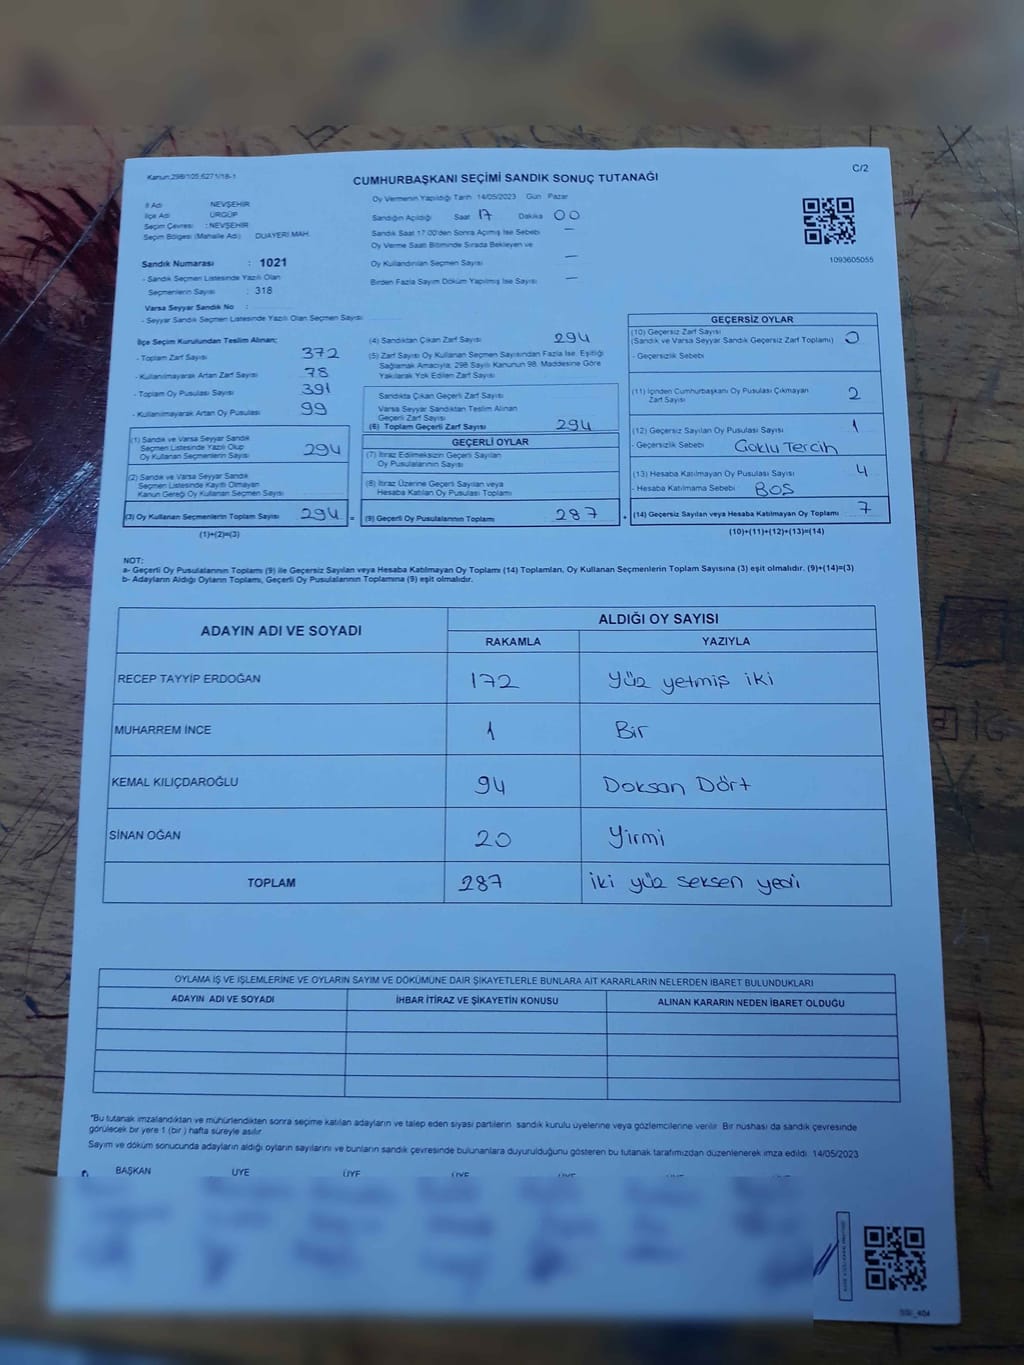 Kanun:298/105;6271/18-1
C/2
CUMHURBAŞKANI SEÇİMİ SANDIK SONUÇ TUTANAĞI
İl Adı NEVŞEHİR
İlçe Adı ÜRGÜP
Seçim Çevresi : NEVŞEHİR
Seçim Bölgesi (Mahalle Adı) : DUAYERİ MAH.
Sandık Numarası : 1021
- Sandık Seçmen Listesinde Yazılı Olan
Seçmenlerin Sayısı : 318
Varsa Seyyar Sandık No :
- Seyyar Sandık Seçmen Listesinde Yazılı Olan Seçmen Sayısı:
Oy Vermenin Yapıldığı Tarih 14/05/2023 Gün Pazar
Sandığın Açıldığı Saat 17 Dakika 00
Sandık Saat 17.00'den Sonra Açılmış İse Sebebi —
Oy Verme Saati Bitiminde Sırada Bekleyen ve
Oy Kullandırılan Seçmen Sayısı —
Birden Fazla Sayım Döküm Yapılmış İse Sayısı —
1093605055
İlçe Seçim Kurulundan Teslim Alınan;
- Toplam Zarf Sayısı 372
- Kullanılmayarak Artan Zarf Sayısı 78
- Toplam Oy Pusulası Sayısı 391
- Kullanılmayarak Artan Oy Pusulası 99
(1) Sandık ve Varsa Seyyar Sandık
Seçmen Listesinde Yazılı Olup
Oy Kullanan Seçmenlerin Sayısı 294
(2) Sandık ve Varsa Seyyar Sandık
Seçmen Listesinde Kayıtlı Olmayan
Kanun Gereği Oy Kullanan Seçmen Sayısı
(3) Oy Kullanan Seçmenlerin Toplam Sayısı 294 =
(1)+(2)=(3)
(4) Sandıktan Çıkan Zarf Sayısı 294
(5) Zarf Sayısı Oy Kullanan Seçmen Sayısından Fazla İse, Eşitliği
Sağlamak Amacıyla, 298 Sayılı Kanunun 98. Maddesine Göre
Yakılarak Yok Edilen Zarf Sayısı
Sandıkta Çıkan Geçerli Zarf Sayısı
Varsa Seyyar Sandıktan Teslim Alınan
Geçerli Zarf Sayısı
(6) Toplam Geçerli Zarf Sayısı 294
GEÇERLİ OYLAR
(7) İtiraz Edilmeksizin Geçerli Sayılan
Oy Pusulalarının Sayısı
(8) İtiraz Üzerine Geçerli Sayılan veya
Hesaba Katılan Oy Pusulası Toplamı
(9) Geçerli Oy Pusulalarının Toplamı 287 +
GEÇERSİZ OYLAR
(10) Geçersiz Zarf Sayısı
(Sandık ve Varsa Seyyar Sandık Geçersiz Zarf Toplamı) 0
- Geçersizlik Sebebi
(11) İçinden Cumhurbaşkanı Oy Pusulası Çıkmayan
Zarf Sayısı 2
(12) Geçersiz Sayılan Oy Pusulası Sayısı 1
- Geçersizlik Sebebi Çoklu Tercih
(13) Hesaba Katılmayan Oy Pusulası Sayısı 4
- Hesaba Katılmama Sebebi BOŞ
(14) Geçersiz Sayılan veya Hesaba Katılmayan Oy Toplamı 7
(10)+(11)+(12)+(13)=(14)
NOT:
a- Geçerli Oy Pusulalarının Toplamı (9) ile Geçersiz Sayılan veya Hesaba Katılmayan Oy Toplamı (14) Toplamları, Oy Kullanan Seçmenlerin Toplam Sayısına (3) eşit olmalıdır. (9)+(14)=(3)
b- Adayların Aldığı Oyların Toplamı, Geçerli Oy Pusulalarının Toplamına (9) eşit olmalıdır.
ADAYIN ADI VE SOYADI
ALDIĞI OY SAYISI
RAKAMLA YAZIYLA
RECEP TAYYİP ERDOĞAN 172 Yüz yetmiş iki
MUHARREM İNCE 1 Bir
KEMAL KILIÇDAROĞLU 94 Doksan Dört
SİNAN OĞAN 20 Yirmi
TOPLAM 287 iki yüz seksen yedi
OYLAMA İŞ VE İŞLEMLERİNE VE OYLARIN SAYIM VE DÖKÜMÜNE DAİR ŞİKAYETLERLE BUNLARA AİT KARARLARIN NELERDEN İBARET BULUNDUKLARI
ADAYIN ADI VE SOYADI İHBAR İTİRAZ VE ŞİKAYETİN KONUSU ALINAN KARARIN NEDEN İBARET OLDUĞU
*Bu tutanak imzalandıktan ve mühürlendikten sonra seçime katılan adayların ve talep eden siyasi partilerin sandık kurulu üyelerine veya gözlemcilerine verilir. Bir nüshası da sandık çevresinde
görülecek bir yere 1 (bir) hafta süreyle asılır.
Sayım ve döküm sonucunda adayların aldığı oyların sayılarını ve bunların sandık çevresinde bulunanlara duyurulduğunu gösteren bu tutanak tarafımızdan düzenlenerek imza edildi. 14/05/2023
BAŞKAN ÜYE ÜYE ÜYE ÜYE ÜYE ÜYE